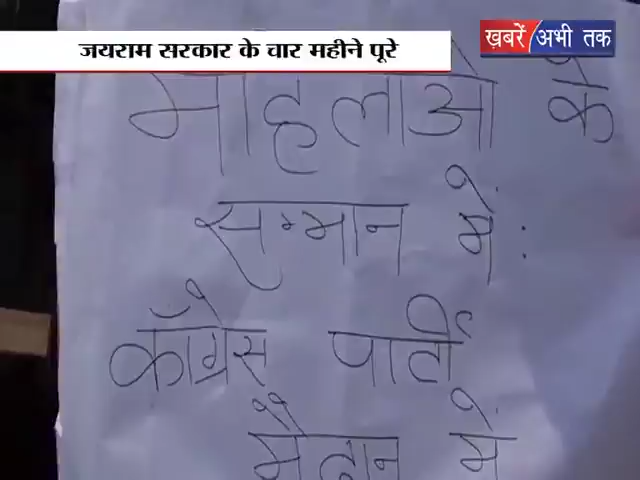 ख़बरें अभी तक
जयराम सरकार के चार महीने पूरे
महिलाओं के
सम्मान में :
काँग्रेस पार्टी
मैदान में